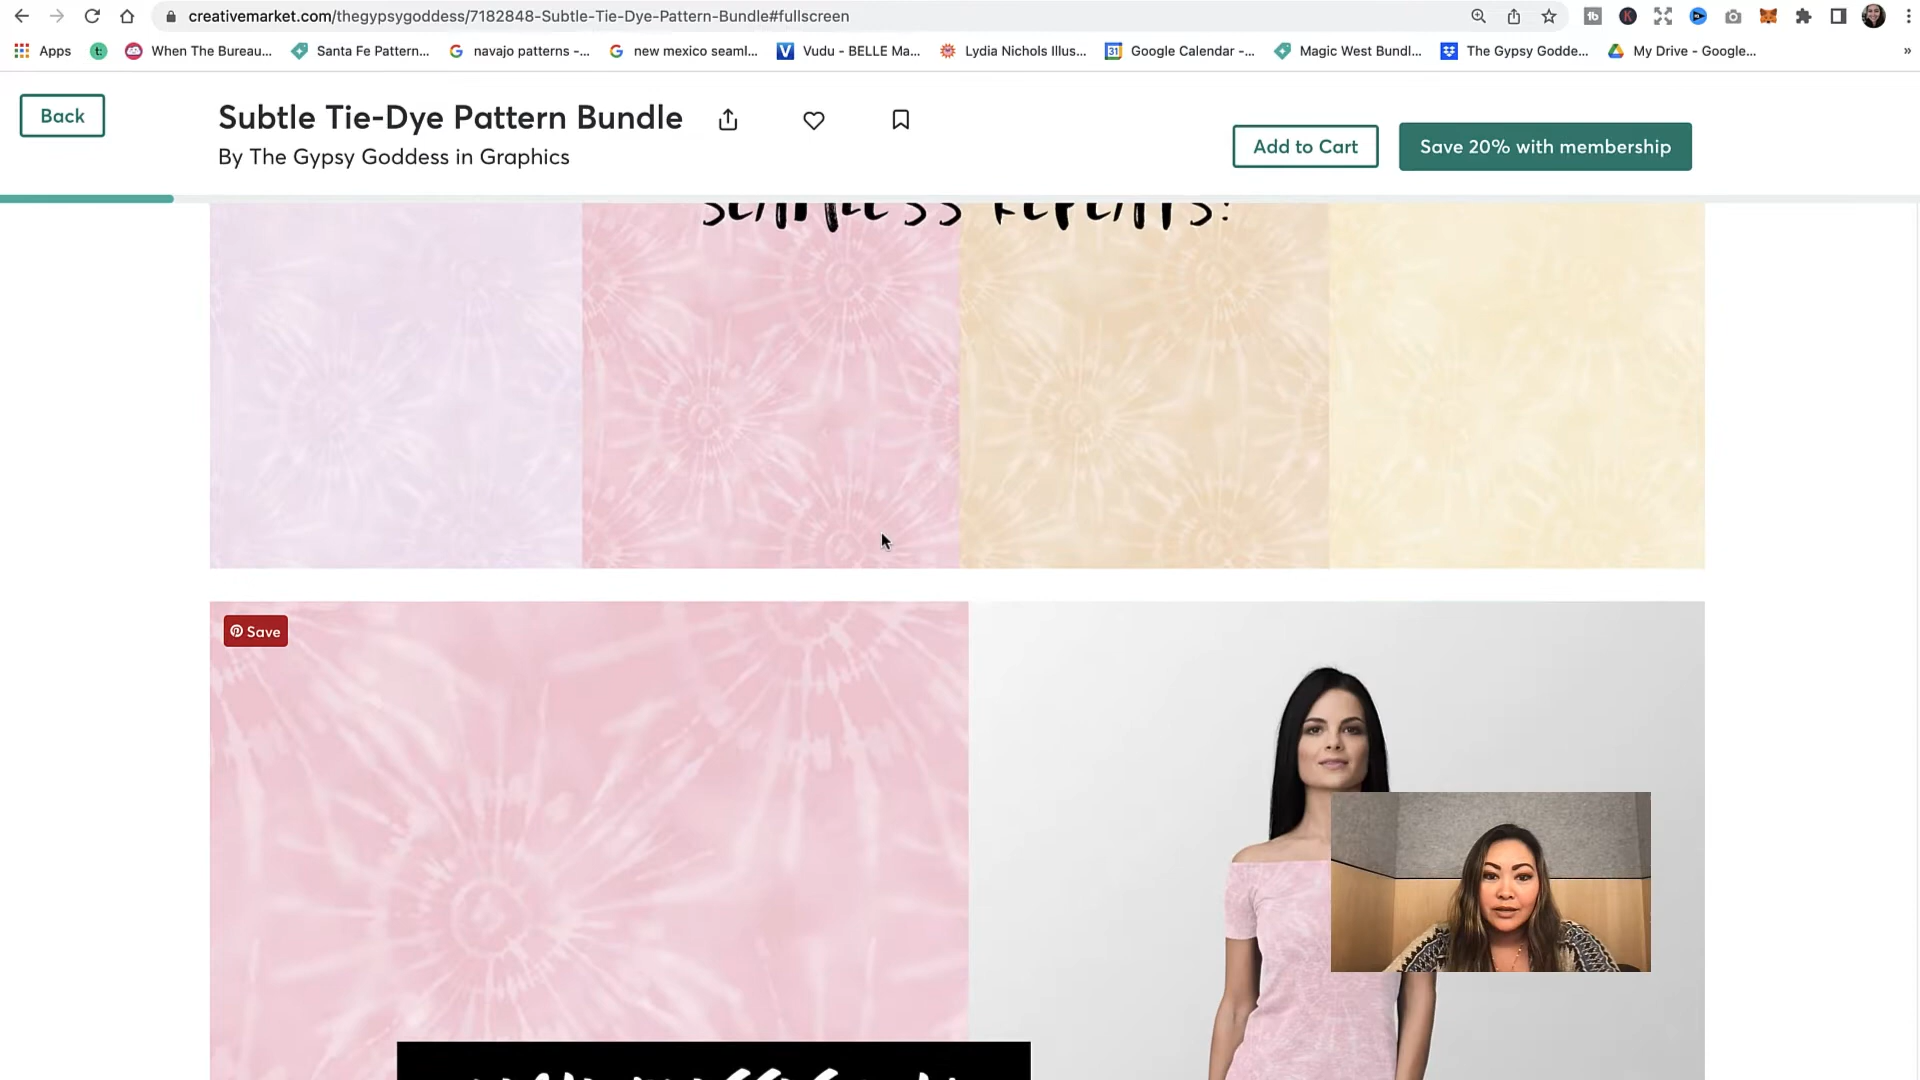 creativemarket.com/thegypsygoddess/7182848-Subtle-Tie-Dye-Pattern-Bundle#fullscreen
Apps
When The Bureau...
Santa Fe Pattern...
navajo patterns -...
new mexico seaml...
Vudu - BELLE Ma...
Lydia Nichols Illus...
31
Google Calendar -...
Magic West Bundl...
The Gypsy Godde...
My Drive - Google...
»
Back
Subtle Tie-Dye Pattern Bundle
By The Gypsy Goddess in Graphics
Add to Cart
Save 20% with membership
SEAMLESS REPEATS!
Save